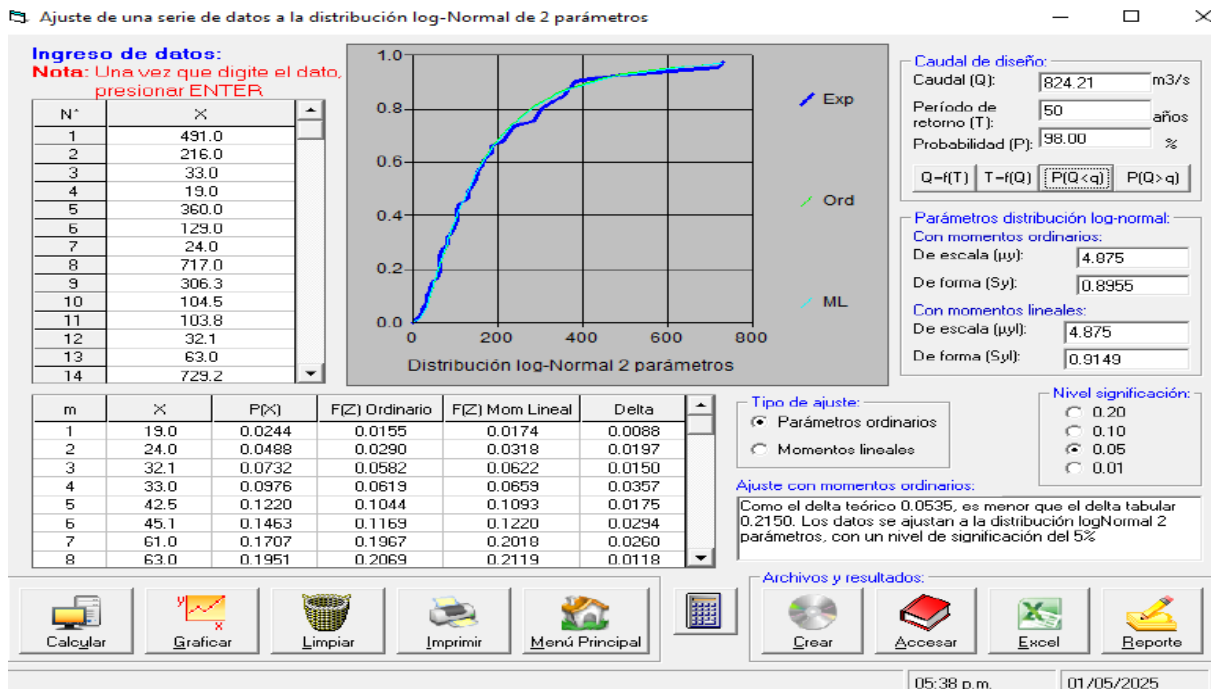 Ajuste de una serie de datos a la distribución log-Normal de 2 parámetros
Ingreso de datos:
Nota: Una vez que digite el dato,
presionar ENTER
N° X
1 491.0
2 216.0
3 33.0
4 19.0
5 360.0
6 129.0
7 24.0
8 717.0
9 306.3
10 104.5
11 103.8
12 32.1
13 63.0
14 729.2
1.0
0.8
0.6
0.4
0.2
0.0
0 200 400 600 800
Distribución log-Normal 2 parámetros
Exp
Ord
ML
Caudal de diseño:
Caudal (Q): 824.21 m3/s
Período de
retorno (T): 50 años
Probabilidad (P): 98.00 %
Q=f(T) T=f(Q) P(Q<q) P(Q>q)
Parámetros distribución log-normal:
Con momentos ordinarios:
De escala (µy): 4.875
De forma (Sy): 0.8955
Con momentos lineales:
De escala (µyl): 4.875
De forma (Syl): 0.9149
m X P(X) F(Z) Ordinario F(Z) Mom Lineal Delta
1 19.0 0.0244 0.0155 0.0174 0.0088
2 24.0 0.0488 0.0290 0.0318 0.0197
3 32.1 0.0732 0.0582 0.0622 0.0150
4 33.0 0.0976 0.0619 0.0659 0.0357
5 42.5 0.1220 0.1044 0.1093 0.0175
6 45.1 0.1463 0.1169 0.1220 0.0294
7 61.0 0.1707 0.1967 0.2018 0.0260
8 63.0 0.1951 0.2069 0.2119 0.0118
Tipo de ajuste:
Parámetros ordinarios
Momentos lineales
Nivel significación:
0.20
0.10
0.05
0.01
Ajuste con momentos ordinarios:
Como el delta teórico 0.0535, es menor que el delta tabular
0.2150. Los datos se ajustan a la distribución logNormal 2
parámetros, con un nivel de significación del 5%
Archivos y resultados:
Calcular Graficar Limpiar Imprimir Menú Principal Crear Accesar Excel Reporte
05:38 p.m. 01/05/2025